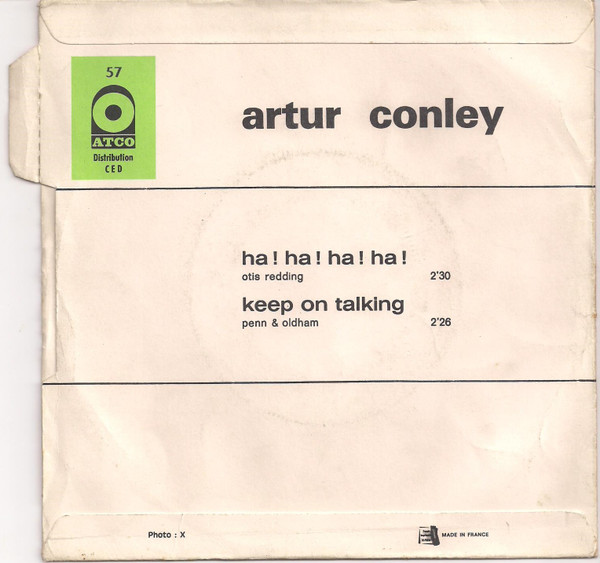 57
ATCO
Distribution
CED
artur conley
ha! ha! ha! ha!
otis redding 2'30
keep on talking
penn & oldham 2'26
Photo : X
MADE IN FRANCE